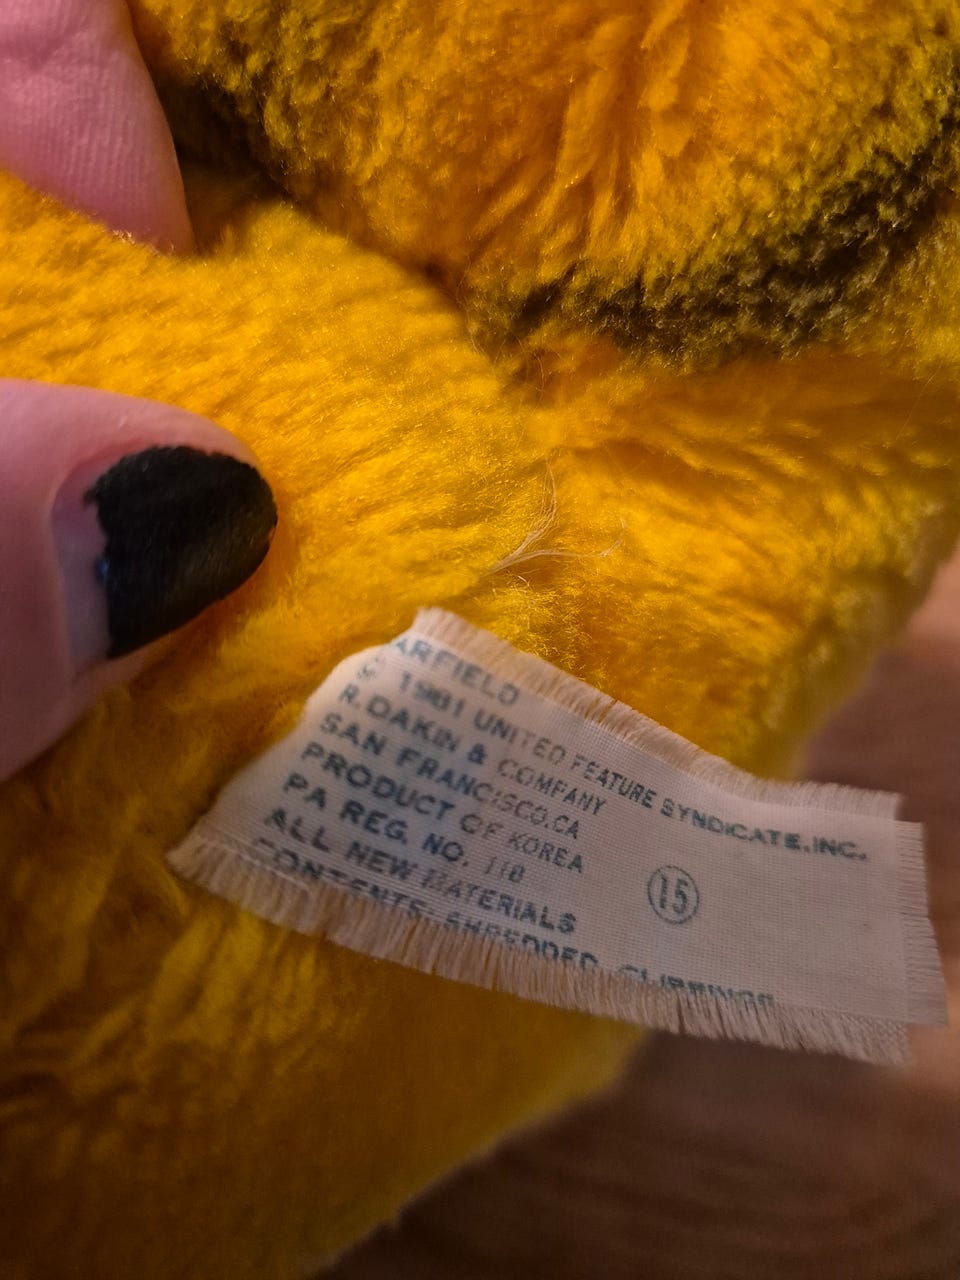 ARFIELD
© 1981 UNITED FEATURE SYNDICATE, INC.
R. DAKIN & COMPANY
SAN FRANCISCO, CA
PRODUCT OF KOREA
PA REG. NO. 110
ALL NEW MATERIALS
CONTENTS: SHREDDED CLIPPINGS
15